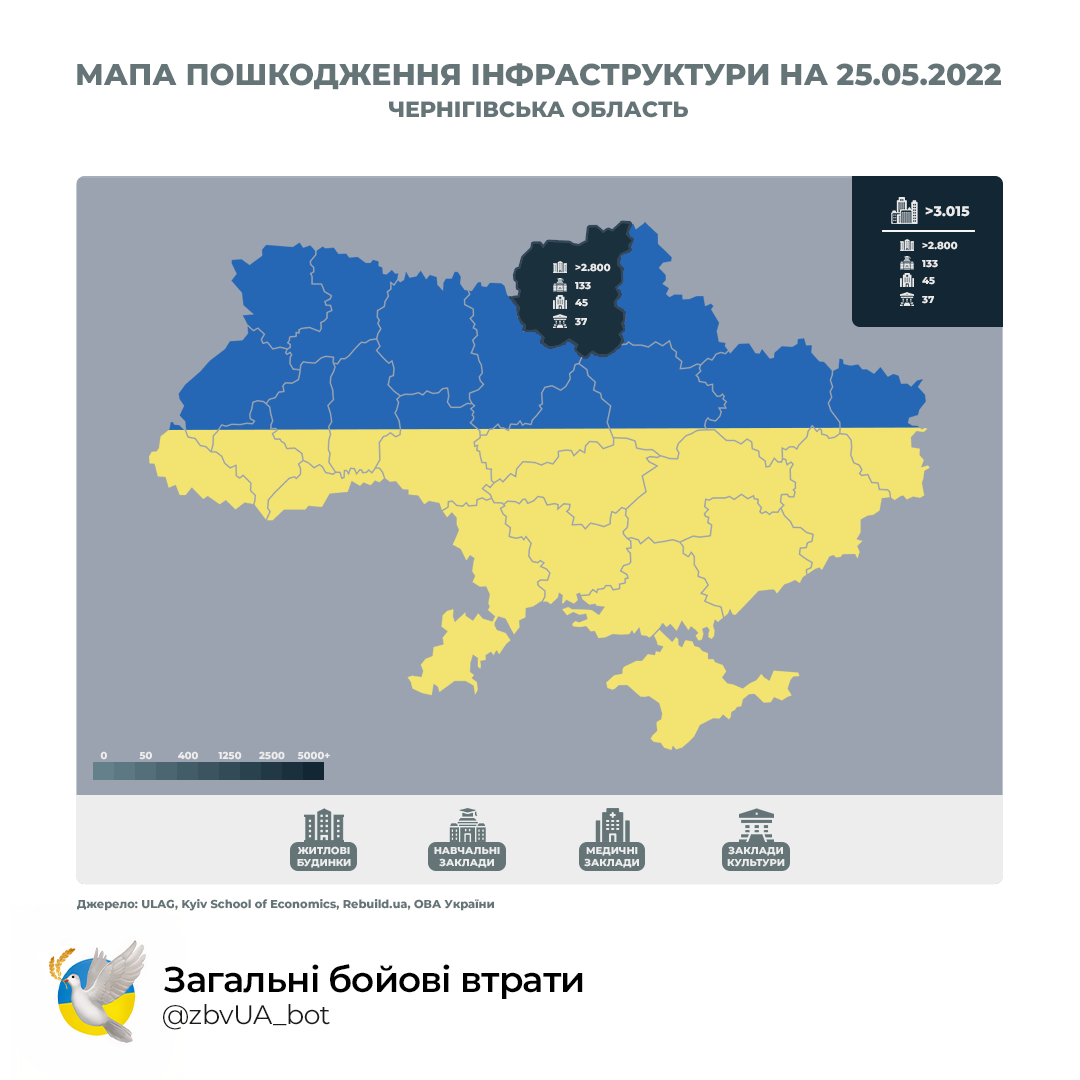 МАПА ПОШКОДЖЕННЯ ІНФРАСТРУКТУРИ НА 25.05.2022
ЧЕРНІГІВСЬКА ОБЛАСТЬ
>3.015
>2.800
133
45
37
>2.800
133
45
37
0 50 400 1250 2500 5000+
ЖИТЛОВІ
БУДИНКИ
НАВЧАЛЬНІ
ЗАКЛАДИ
МЕДИЧНІ
ЗАКЛАДИ
ЗАКЛАДИ
КУЛЬТУРИ
Джерело: ULAG, Kyiv School of Economics, Rebuild.ua, ОВА України
Загальні бойові втрати
@zbvUA_bot